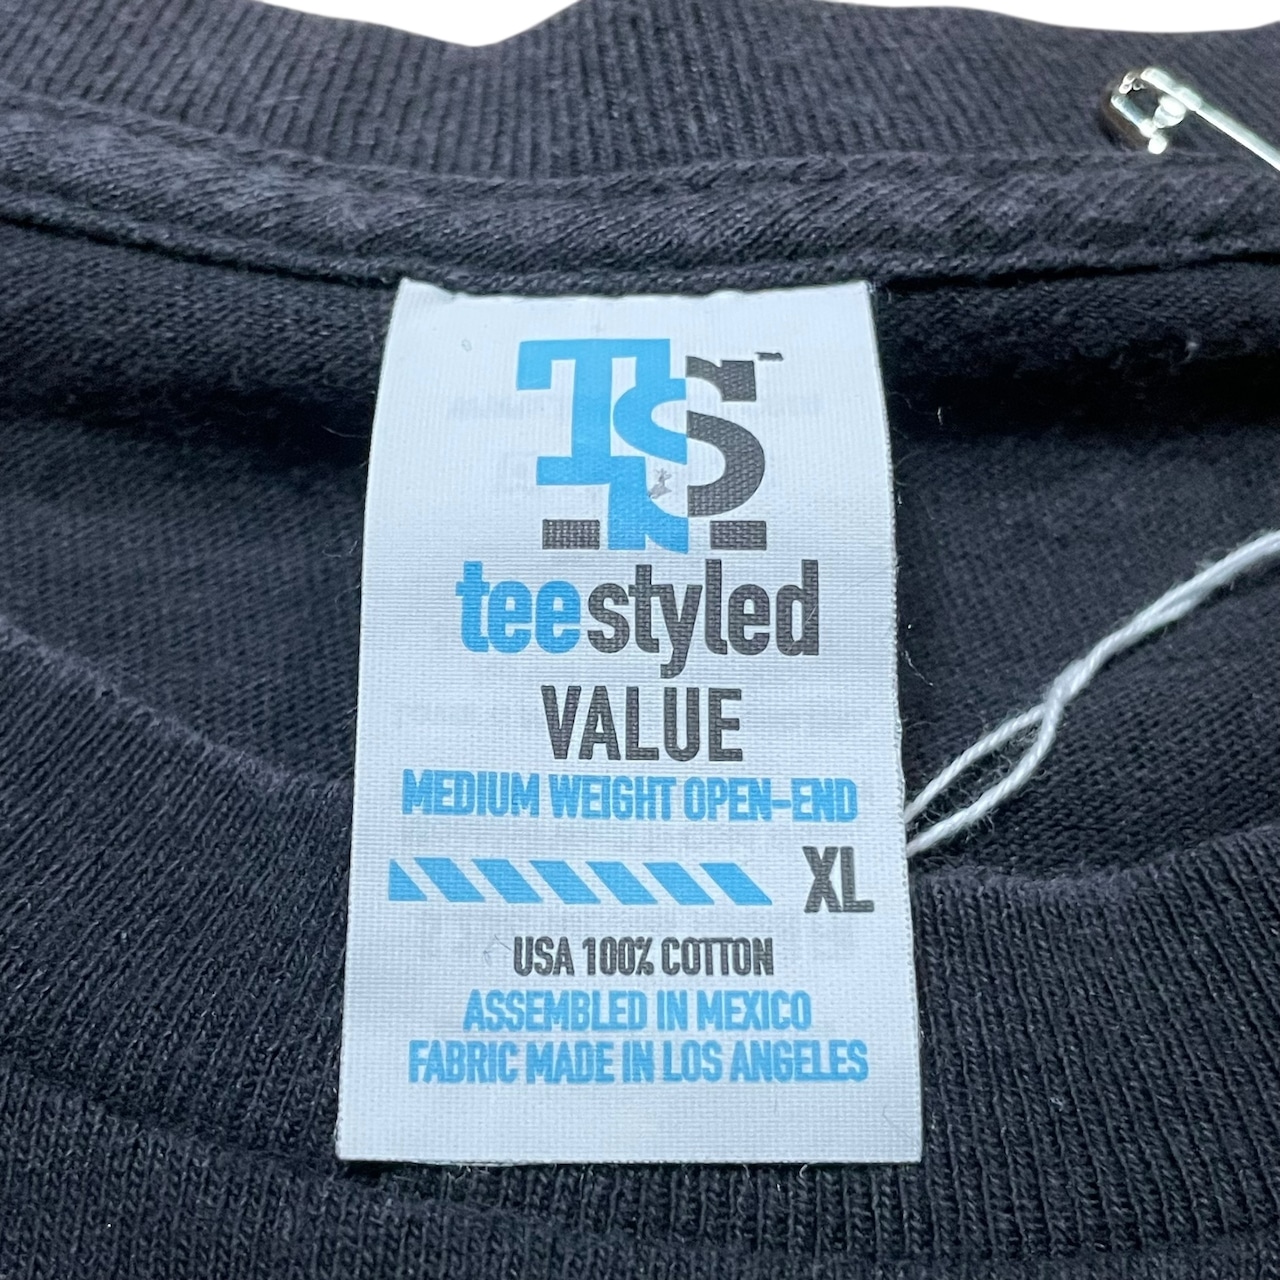 TS
teestyled
VALUE
MEDIUM WEIGHT OPEN-END
XL
USA 100% COTTON
ASSEMBLED IN MEXICO
FABRIC MADE IN LOS ANGELES